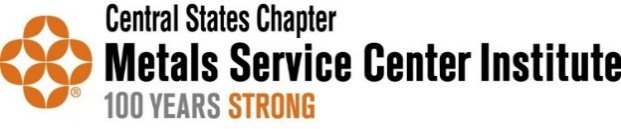 Central States Chapter
Metals Service Center Institute
100 YEARS STRONG
®